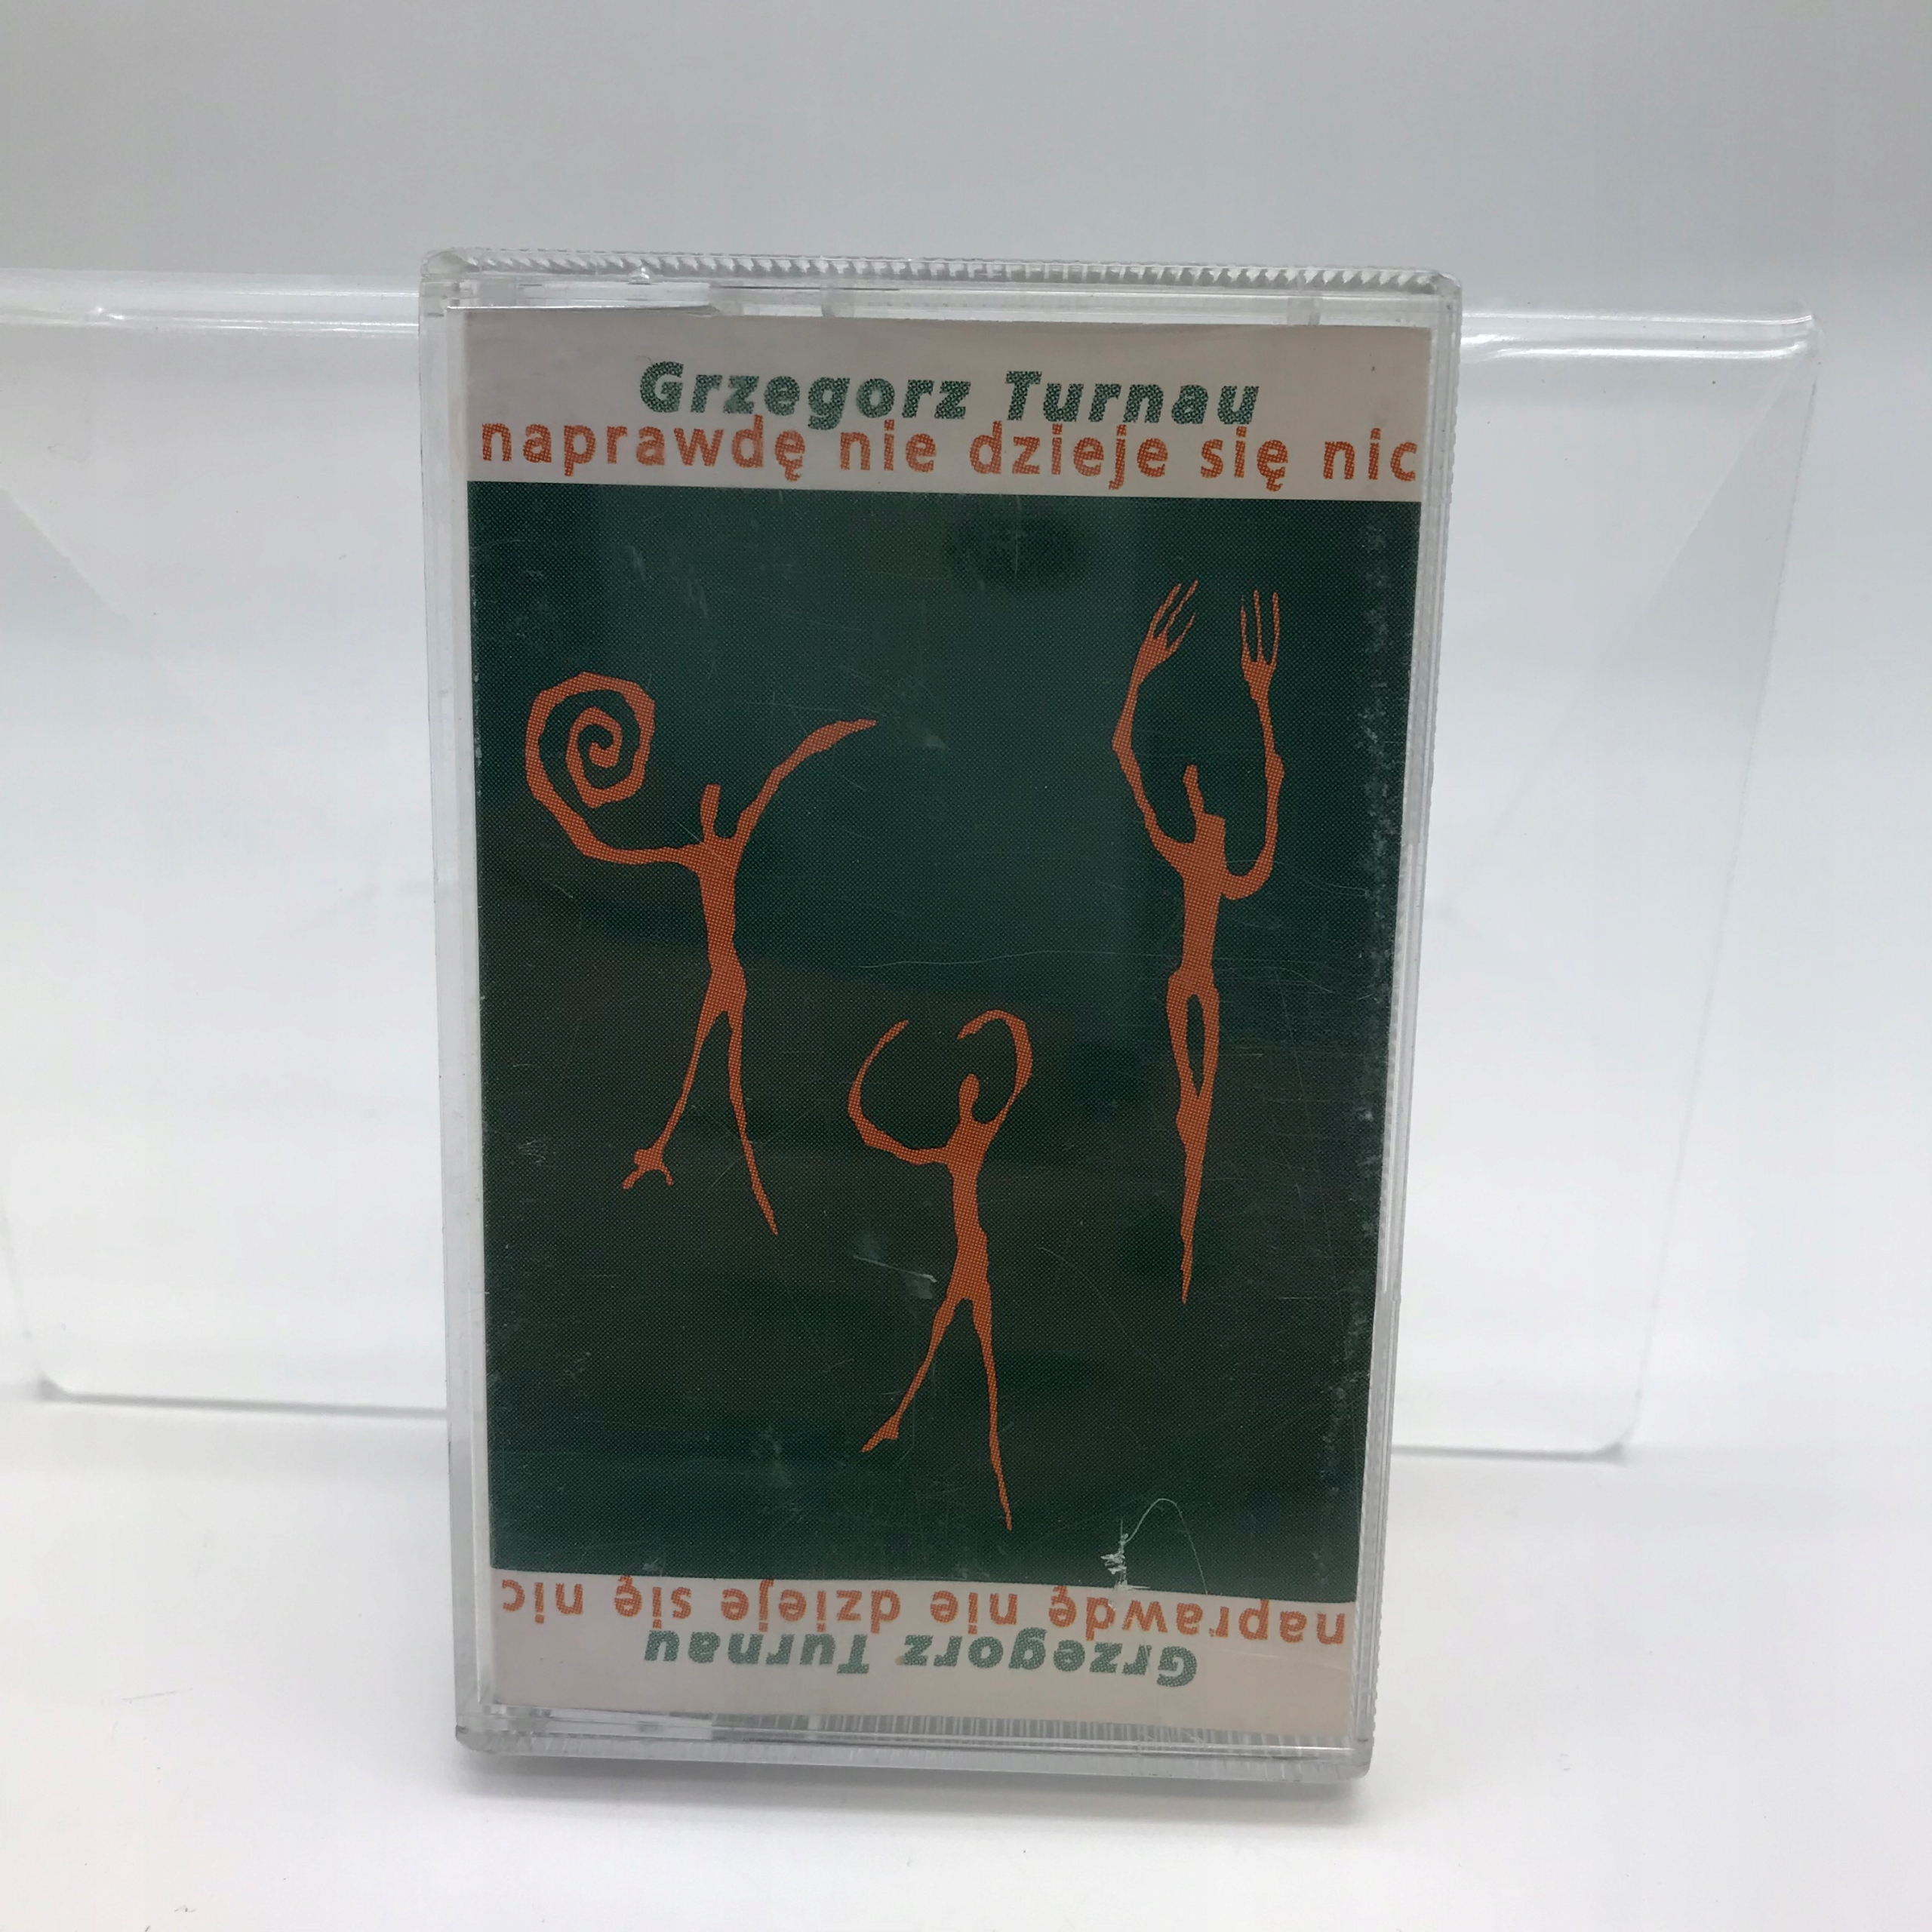 Grzegorz Turnau
naprawdę nie dzieje się nic
naprawdę nie dzieje się nic
Grzegorz Turnau